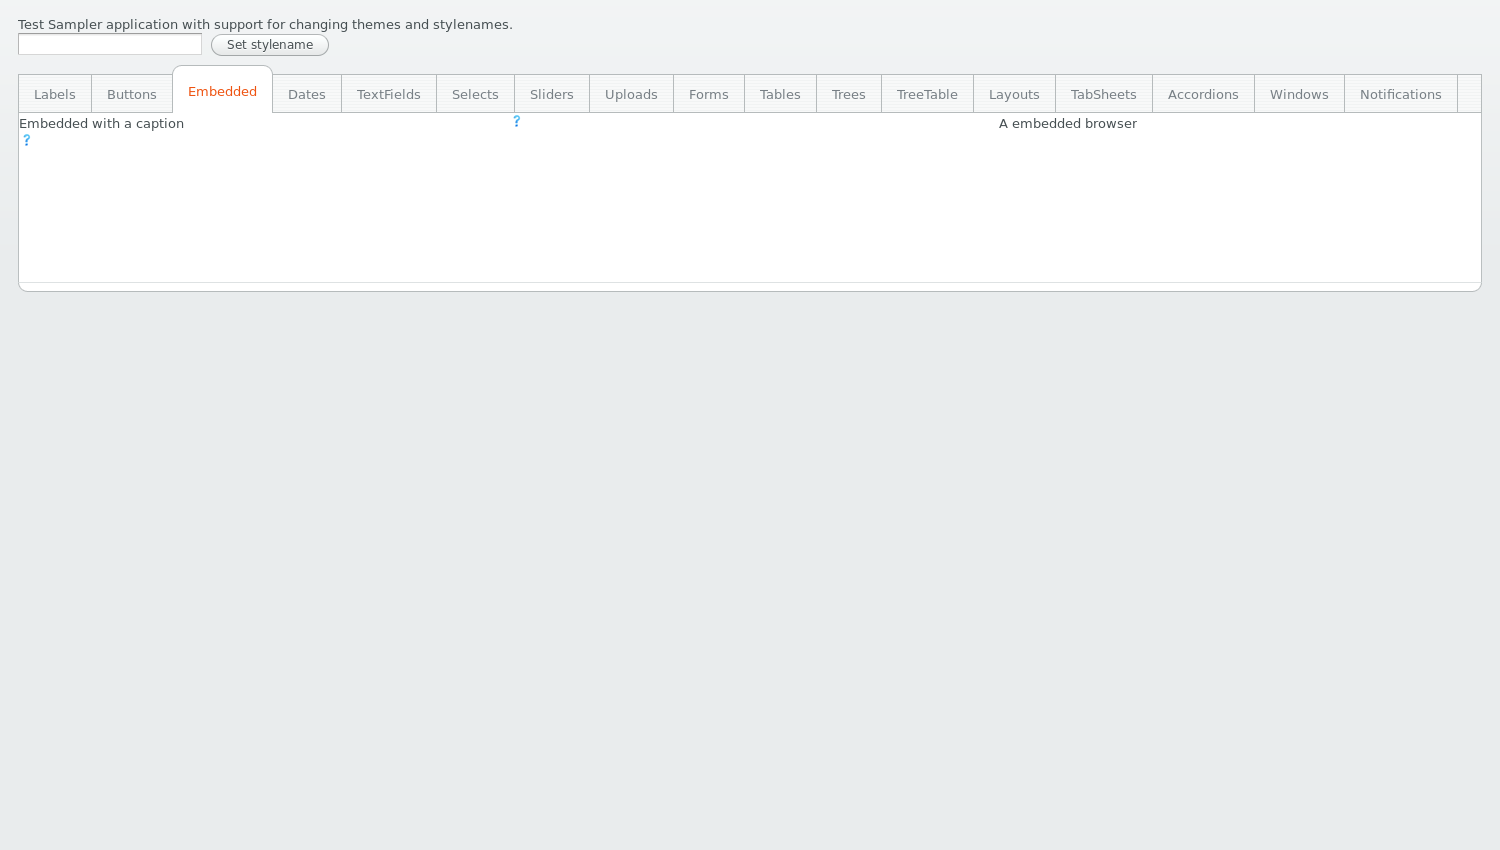 Test Sampler application with support for changing themes and stylenames.
Set stylename
Labels Buttons Embedded Dates TextFields Selects Sliders Uploads Forms Tables Trees TreeTable Layouts TabSheets Accordions Windows Notifications
Embedded with a caption ? A embedded browser
?